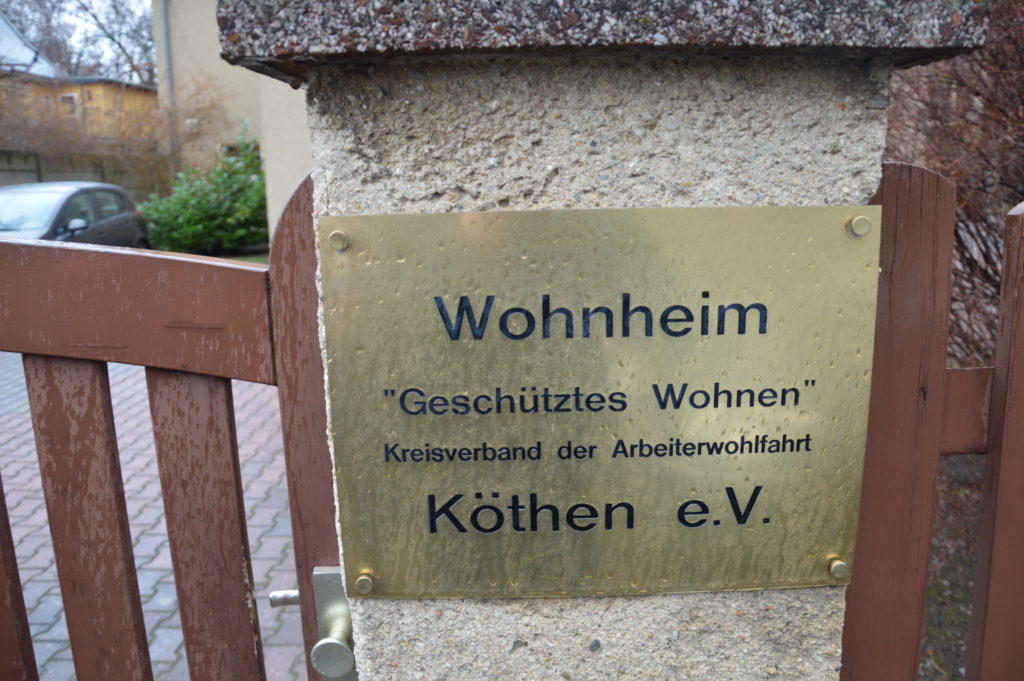 Wohnheim
"Geschütztes Wohnen"
Kreisverband der Arbeiterwohlfahrt
Köthen e.V.